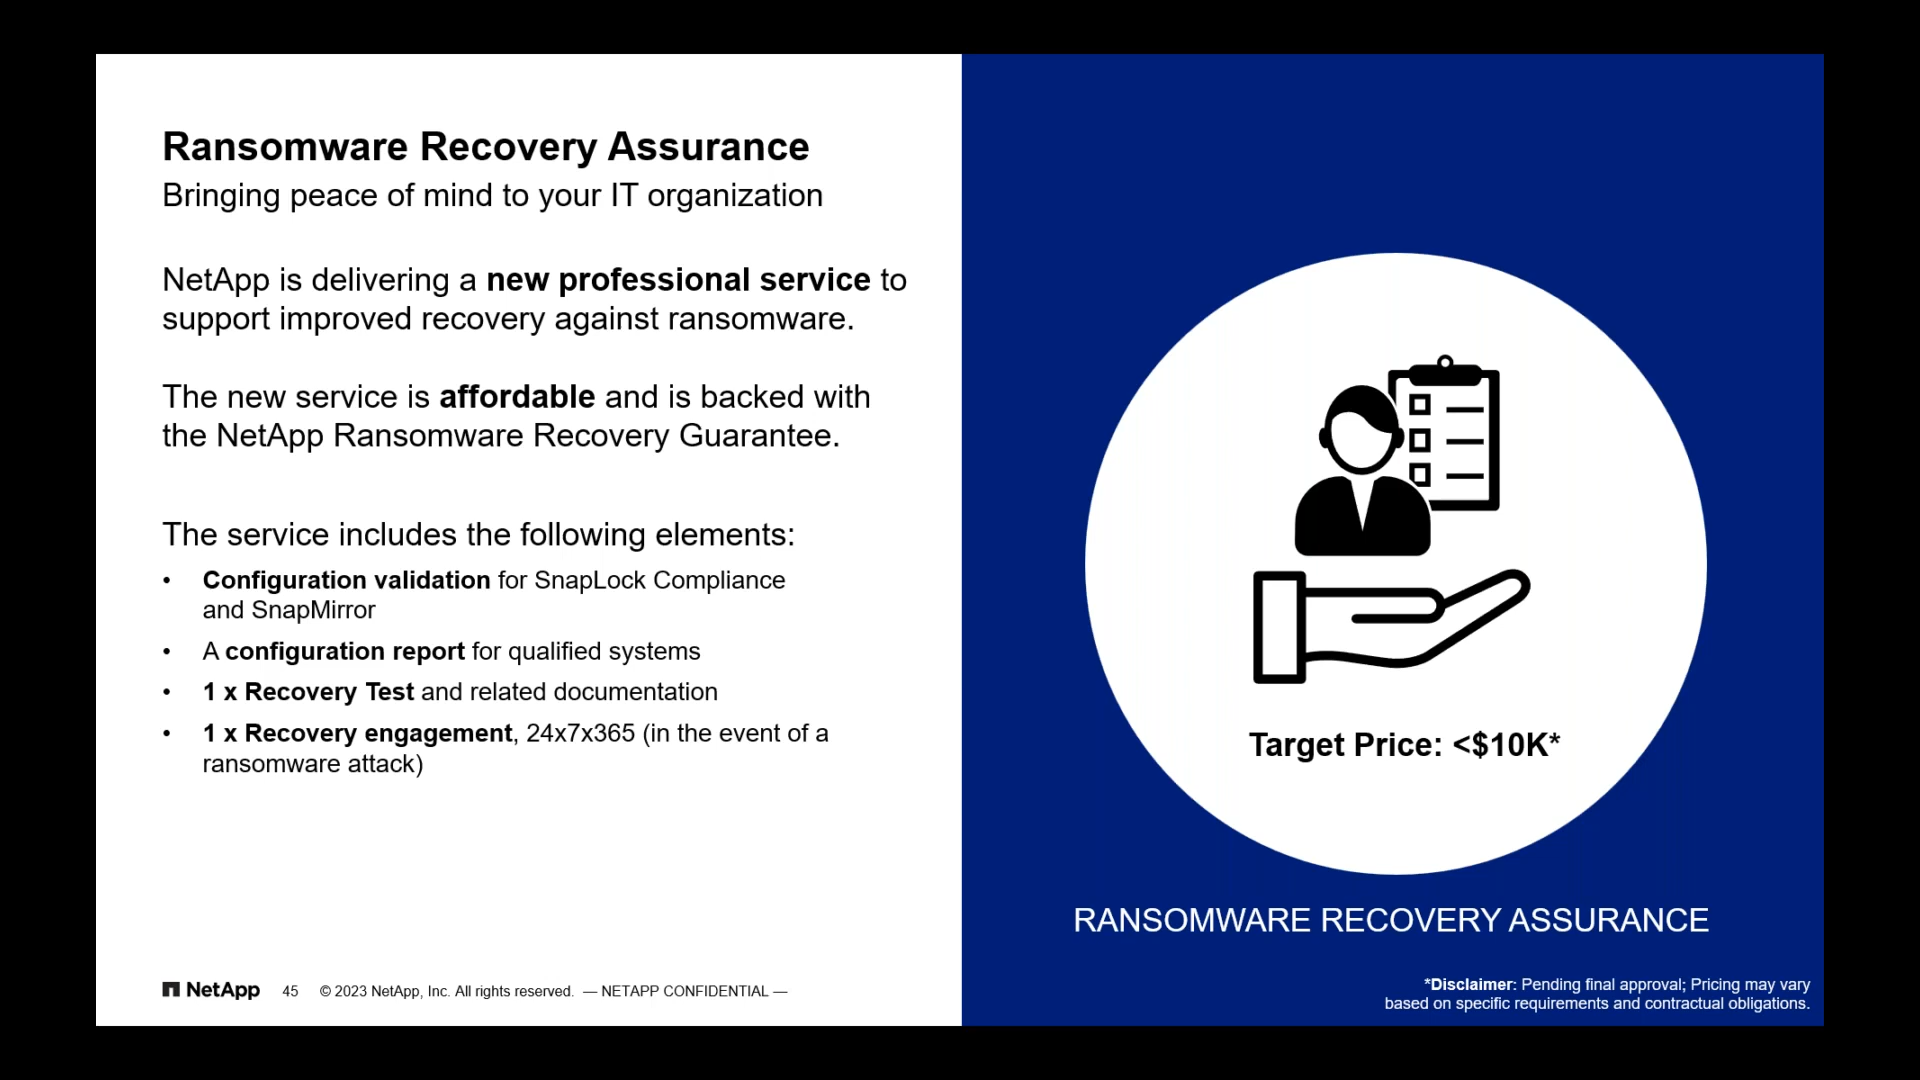 Ransomware Recovery Assurance
Bringing peace of mind to your IT organization
NetApp is delivering a new professional service to
support improved recovery against ransomware.
The new service is affordable and is backed with
the NetApp Ransomware Recovery Guarantee.
The service includes the following elements:
• Configuration validation for SnapLock Compliance
and SnapMirror
• A configuration report for qualified systems
• 1 x Recovery Test and related documentation
• 1 x Recovery engagement, 24x7x365 (in the event of a
ransomware attack)
NetApp 45 © 2023 NetApp, Inc. All rights reserved. — NETAPP CONFIDENTIAL —
Target Price: <$10K*
RANSOMWARE RECOVERY ASSURANCE
*Disclaimer: Pending final approval; Pricing may vary
based on specific requirements and contractual obligations.